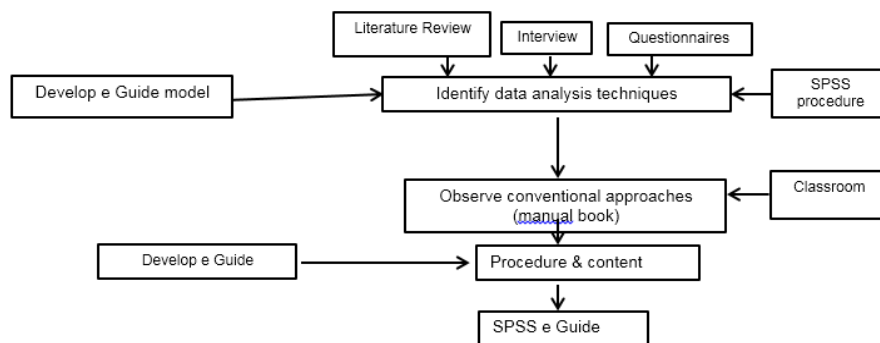 Literature Review
Interview
Questionnaires
Develop e Guide model
Identify data analysis techniques
SPSS
procedure
Observe conventional approaches
(manual book)
Classroom
Develop e Guide
Procedure & content
SPSS e Guide